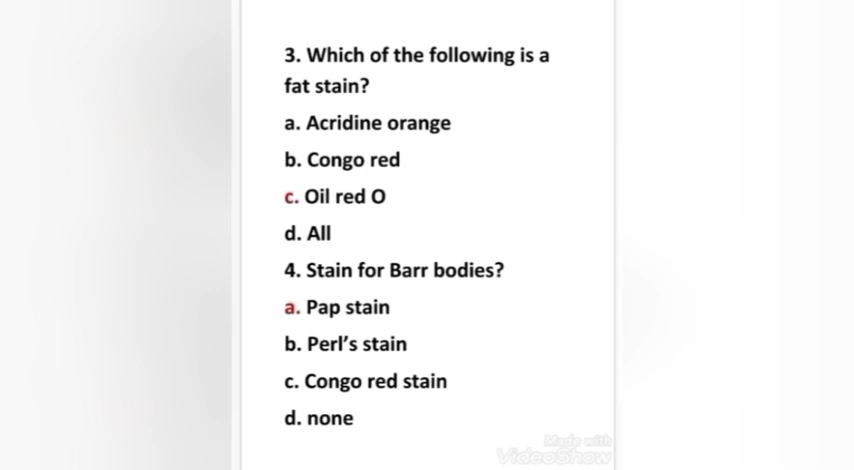 3. Which of the following is a
fat stain?
a. Acridine orange
b. Congo red
c. Oil red O
d. All
4. Stain for Barr bodies?
a. Pap stain
b. Perl's stain
c. Congo red stain
d. none
Made with
VideoShow